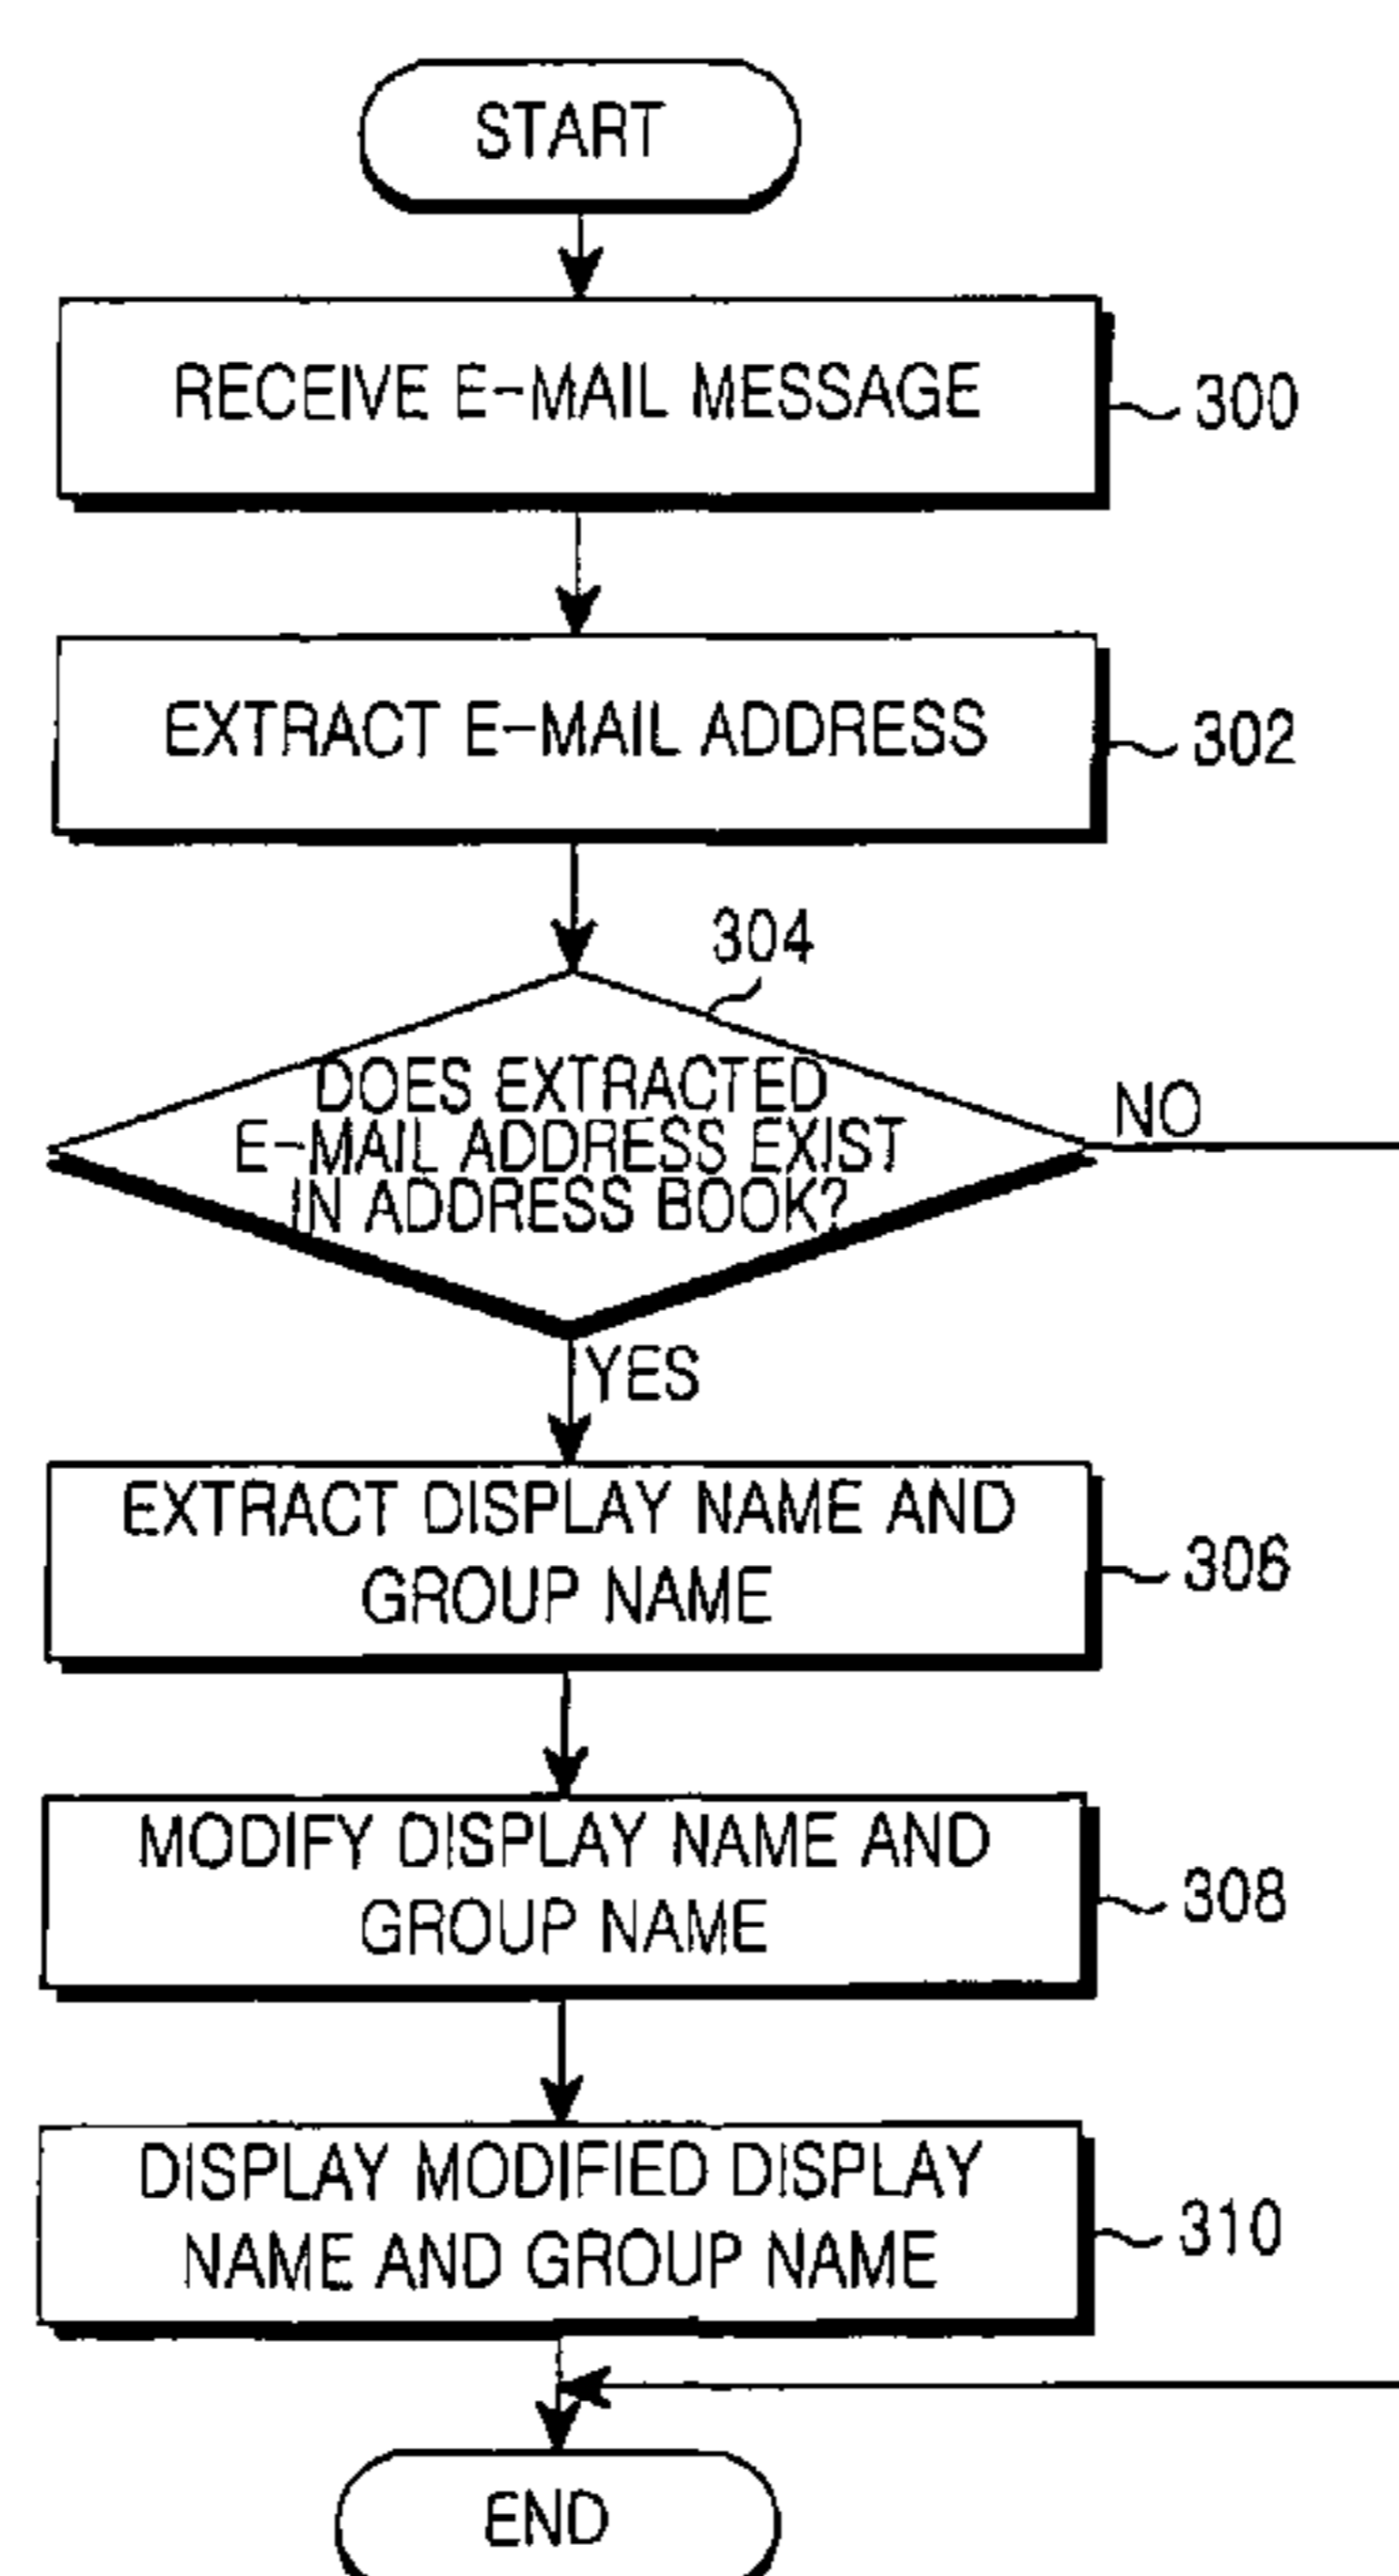 START
RECEIVE E-MAIL MESSAGE
300
EXTRACT E-MAIL ADDRESS
302
304
DOES EXTRACTED
E-MAIL ADDRESS EXIST
IN ADDRESS BOOK?
NO
YES
EXTRACT DISPLAY NAME AND
GROUP NAME
306
MODIFY DISPLAY NAME AND
GROUP NAME
308
DISPLAY MODIFIED DISPLAY
NAME AND GROUP NAME
310
END